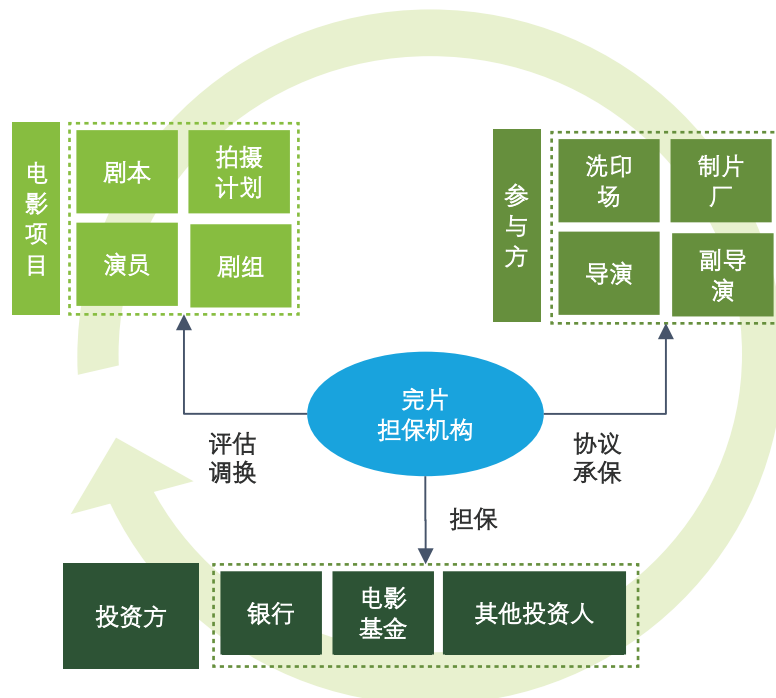 电
影
项
目
剧本
拍摄
计划
演员
剧组
参
与
方
洗印
场
制片
厂
导演
副导
演
完片
担保机构
评估
调换
协议
承保
担保
投资方
银行
电影
基金
其他投资人